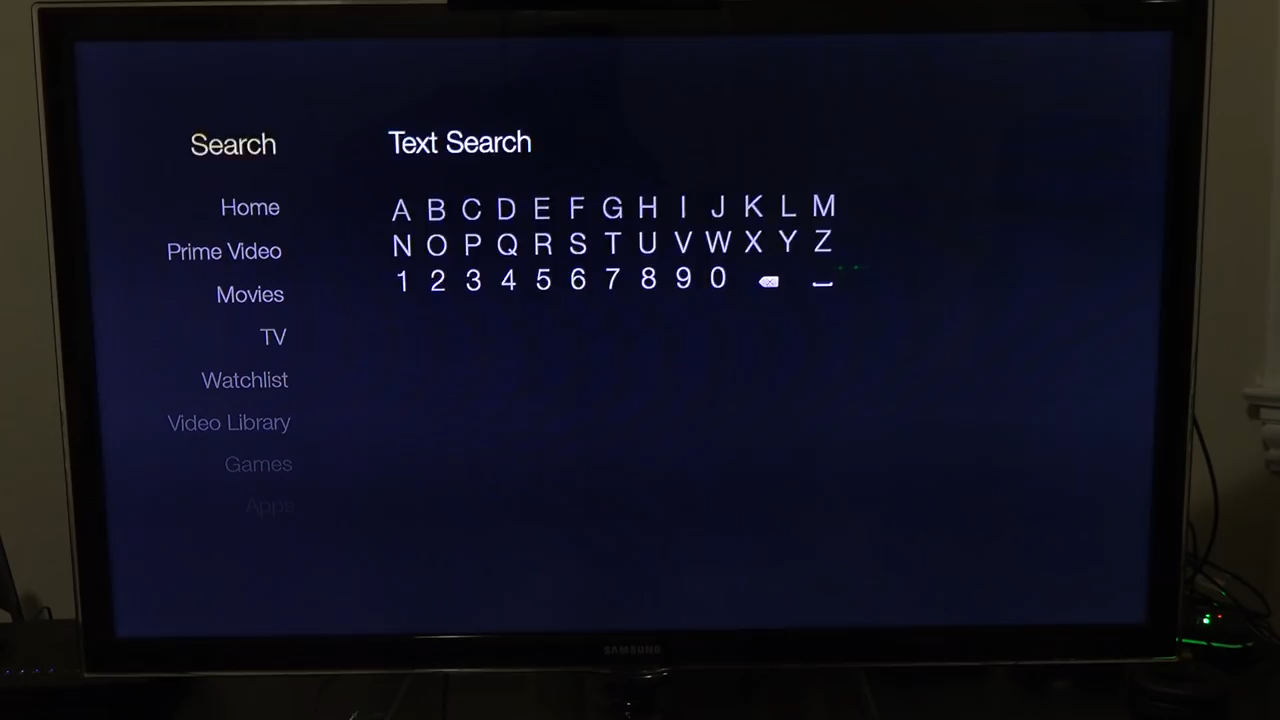 Search
Home
Prime Video
Movies
TV
Watchlist
Video Library
Games
Apps
Text Search
A B C D E F G H I J K L M
N O P Q R S T U V W X Y Z
1 2 3 4 5 6 7 8 9 0
SAMSUNG